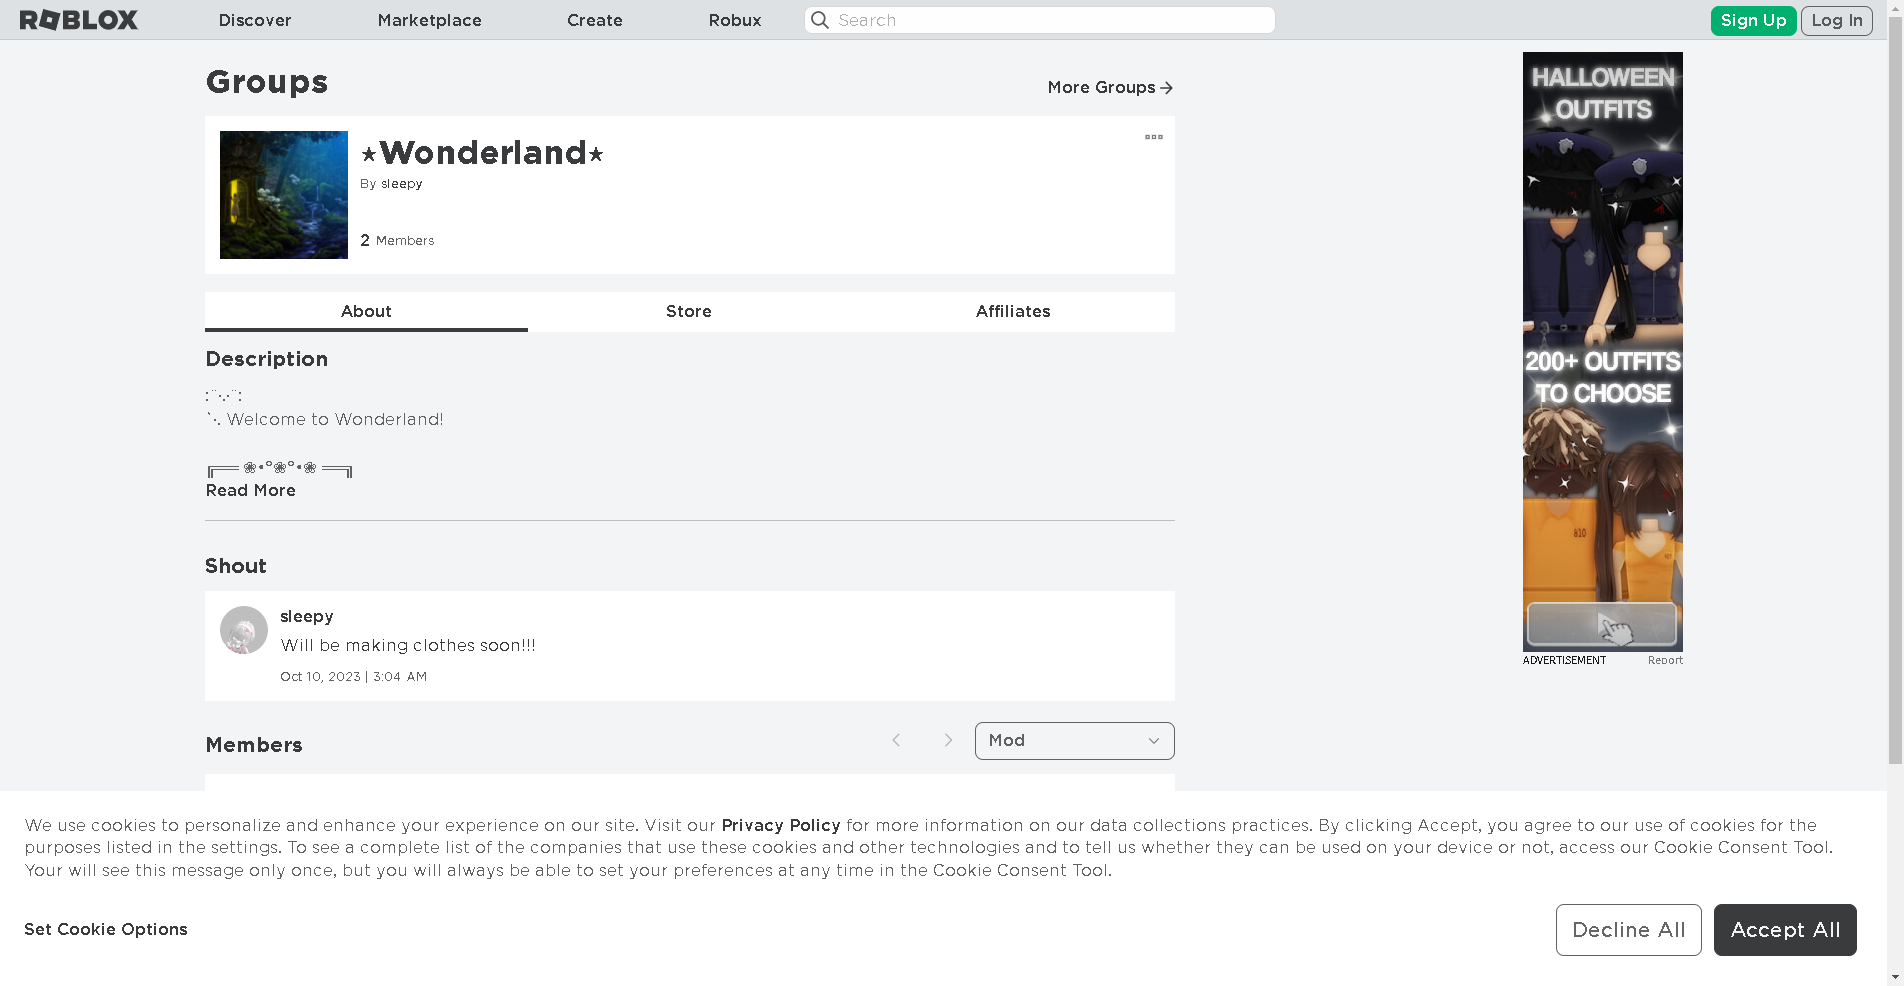 ROBLOX Discover Marketplace Create Robux Search Sign Up Log In
Groups
More Groups
⋆Wonderland⋆
By sleepy
2 Members
About Store Affiliates
Description
:¨·.·¨:
`·. Welcome to Wonderland!
╔══ ❀•°❀°•❀ ══╗
Read More
Shout
sleepy
Will be making clothes soon!!!
Oct 10, 2023 | 3:04 AM
Members
Mod
HALLOWEEN
OUTFITS
200+ OUTFITS
TO CHOOSE
810
ADVERTISEMENT Report
We use cookies to personalize and enhance your experience on our site. Visit our Privacy Policy for more information on our data collections practices. By clicking Accept, you agree to our use of cookies for the
purposes listed in the settings. To see a complete list of the companies that use these cookies and other technologies and to tell us whether they can be used on your device or not, access our Cookie Consent Tool.
Your will see this message only once, but you will always be able to set your preferences at any time in the Cookie Consent Tool.
Set Cookie Options
Decline All
Accept All